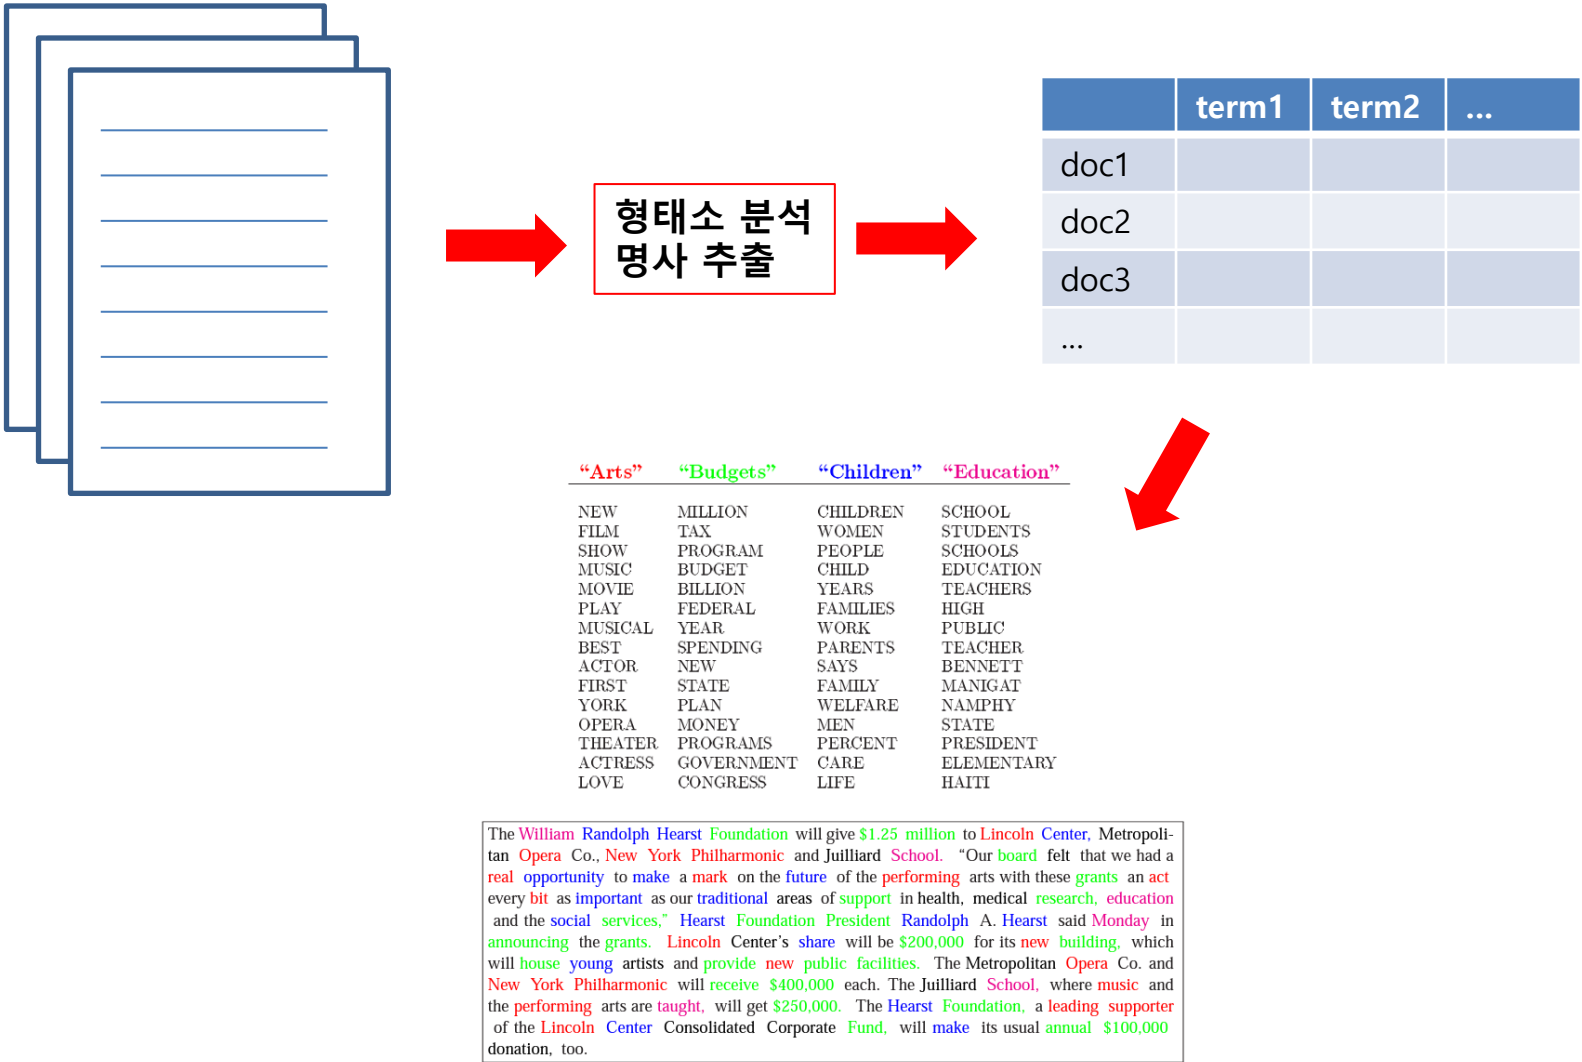 형태소 분석
명사 추출
term1 term2 ...
doc1
doc2
doc3
...
“Arts” “Budgets” “Children” “Education”
NEW MILLION CHILDREN SCHOOL
FILM TAX WOMEN STUDENTS
SHOW PROGRAM PEOPLE SCHOOLS
MUSIC BUDGET CHILD EDUCATION
MOVIE BILLION YEARS TEACHERS
PLAY FEDERAL FAMILIES HIGH
MUSICAL YEAR WORK PUBLIC
BEST SPENDING PARENTS TEACHER
ACTOR NEW SAYS BENNETT
FIRST STATE FAMILY MANIGAT
YORK PLAN WELFARE NAMPHY
OPERA MONEY MEN STATE
THEATER PROGRAMS PERCENT PRESIDENT
ACTRESS GOVERNMENT CARE ELEMENTARY
LOVE CONGRESS LIFE HAITI
The William Randolph Hearst Foundation will give $1.25 million to Lincoln Center, Metropoli-
tan Opera Co., New York Philharmonic and Juilliard School. “Our board felt that we had a
real opportunity to make a mark on the future of the performing arts with these grants an act
every bit as important as our traditional areas of support in health, medical research, education
and the social services,” Hearst Foundation President Randolph A. Hearst said Monday in
announcing the grants. Lincoln Center’s share will be $200,000 for its new building, which
will house young artists and provide new public facilities. The Metropolitan Opera Co. and
New York Philharmonic will receive $400,000 each. The Juilliard School, where music and
the performing arts are taught, will get $250,000. The Hearst Foundation, a leading supporter
of the Lincoln Center Consolidated Corporate Fund, will make its usual annual $100,000
donation, too.